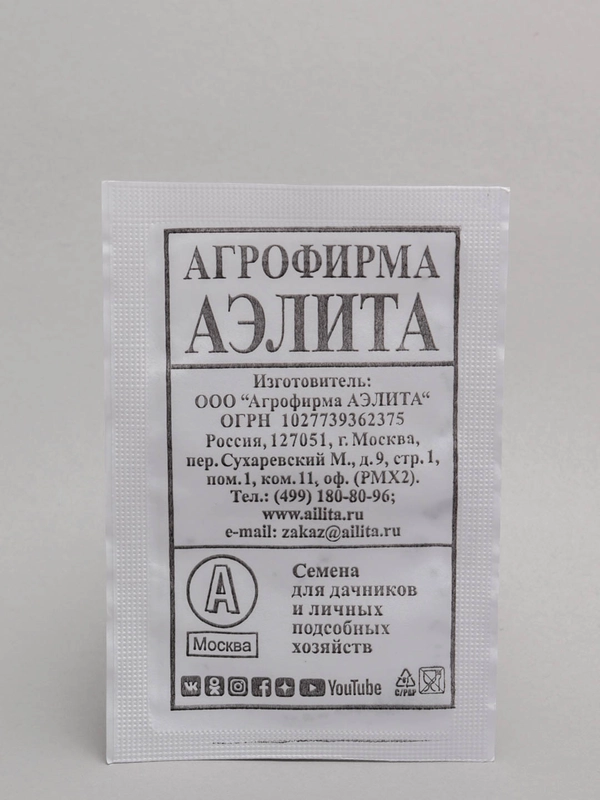 АГРОФИРМА
АЭЛИТА
Изготовитель:
ООО "Агрофирма АЭЛИТА"
ОГРН 1027739362375
Россия, 127051, г. Москва,
пер. Сухаревский М., д. 9, стр. 1,
пом. 1, ком. 11, оф. (РМХ2).
Тел.: (499) 180-80-96;
www.ailita.ru
e-mail: zakaz@ailita.ru
А
Москва
Семена
для дачников
и личных
подсобных
хозяйств
YouTube
C/PBF